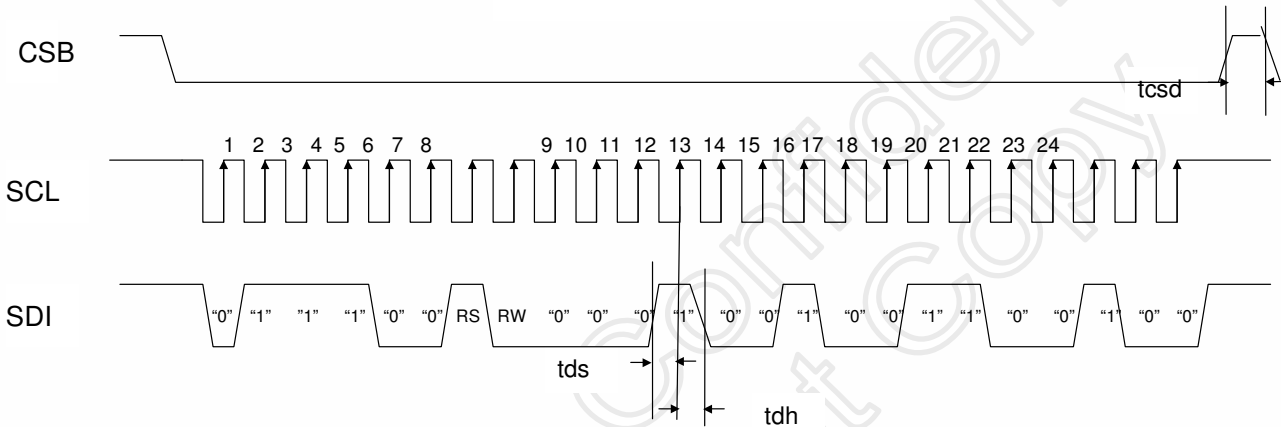 CSB
tcsd
1 2 3 4 5 6 7 8 9 10 11 12 13 14 15 16 17 18 19 20 21 22 23 24
SCL
SDI
“0” “1” ”1” “1” “0” “0” RS RW “0” “0” “0” “1” “0” “0” “1” “0” “0” “1” “1” “0” “0” “1” “0” “0”
tds
tdh
Confiden
t Copy